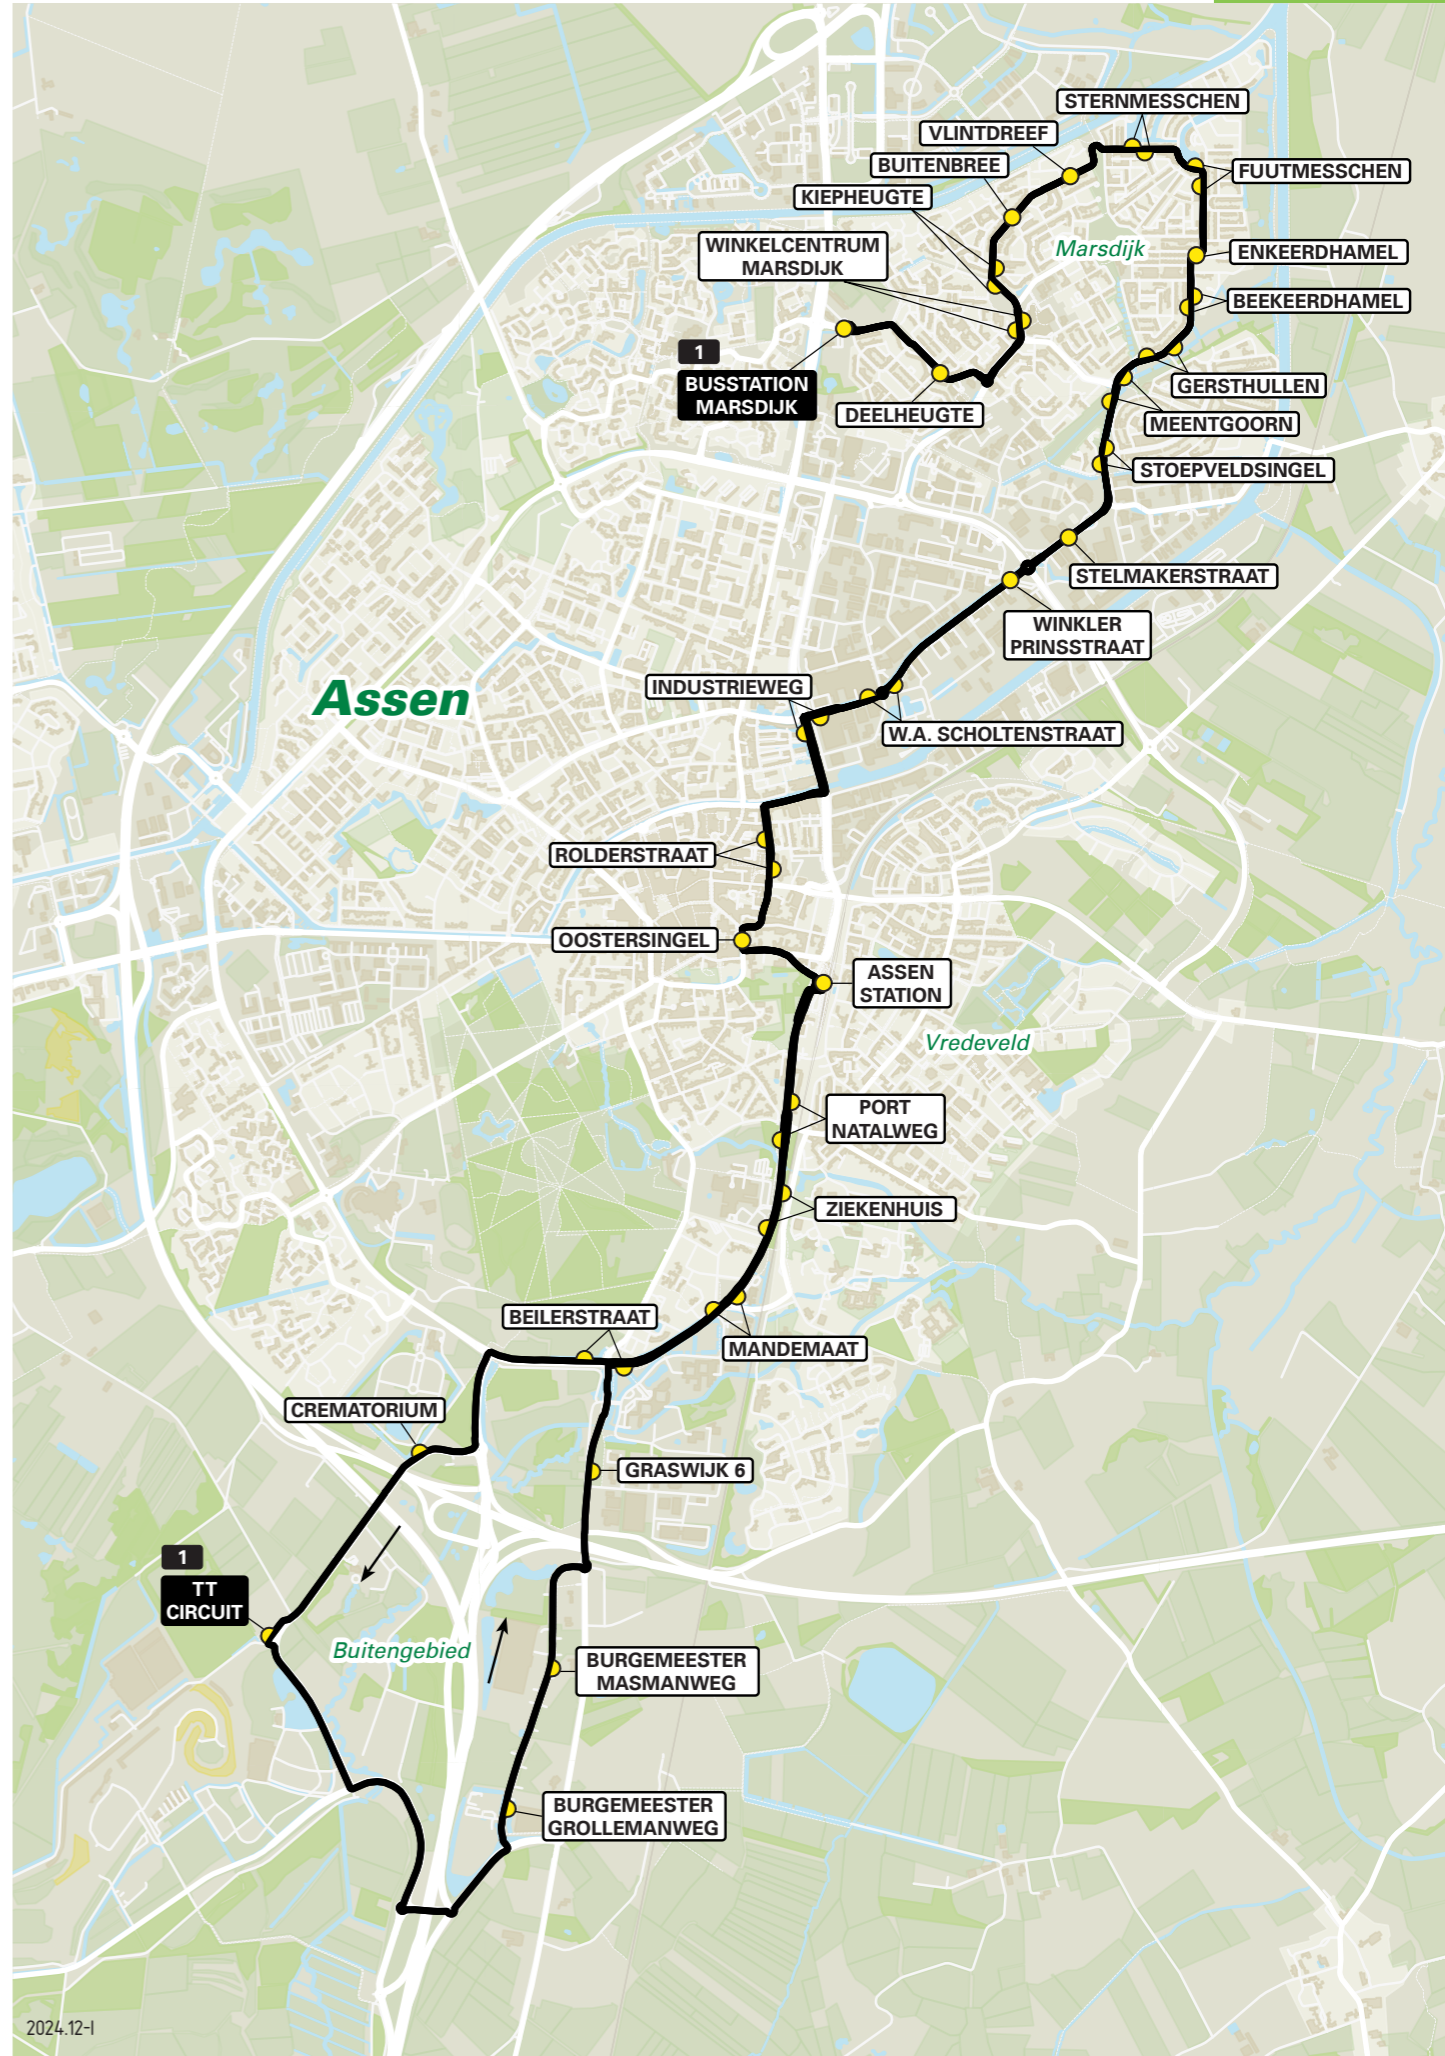 STERNMESSCHEN
VLINTDREEF
BUITENBREE
FUUTMESSCHEN
KIEPHEUGTE
WINKELCENTRUM
MARSDIJK
Marsdijk
ENKEERDHAMEL
BEEKEERDHAMEL
1
BUSSTATION
MARSDIJK
DEELHEUGTE
GERSTHULLEN
MEENTGOORN
STOEPVELDSINGEL
STELMAKERSTRAAT
WINKLER
PRINSSTRAAT
Assen
INDUSTRIEWEG
W.A. SCHOLTENSTRAAT
ROLDERSTRAAT
OOSTERSINGEL
ASSEN
STATION
Vredeveld
PORT
NATALWEG
ZIEKENHUIS
BEILERSTRAAT
MANDEMAAT
CREMATORIUM
GRASWIJK 6
1
TT
CIRCUIT
Buitengebied
BURGEMEESTER
MASMANWEG
BURGEMEESTER
GROLLEMANWEG
2024.12-I